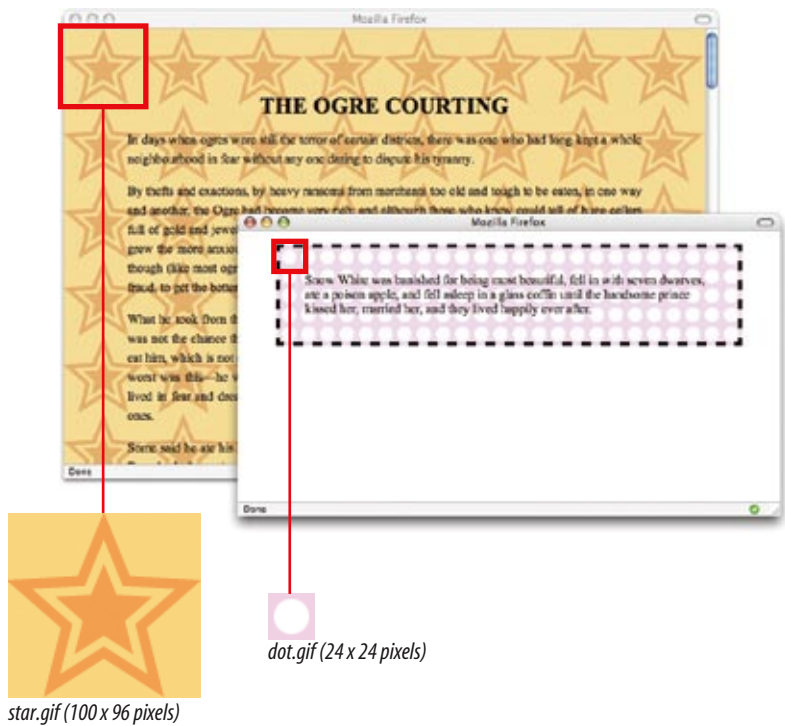 Mozilla Firefox
THE OGRE COURTING
In days when ogres were still the terror of certain districts, there was one who had long kept a whole
neighbourhood in fear without any one daring to dispute his tyranny.
By thefts and exactions, by heavy ransoms from merchants too old and tough to be eaten, in one way
and another, the Ogre had become very rich; and although those who knew could tell of huge cellars
full of gold and jewel
grew the more anxiou
though (like most ogr
fraud, to get the better
What he took from th
was not the chance th
eat him, which is not
worst was this—he w
lived in fear and drea
ones.
Some said he ate his
Done
Mozilla Firefox
Snow White was banished for being most beautiful, fell in with seven dwarves,
ate a poison apple, and fell asleep in a glass coffin until the handsome prince
kissed her, married her, and they lived happily ever after.
Done
dot.gif (24 x 24 pixels)
star.gif (100 x 96 pixels)